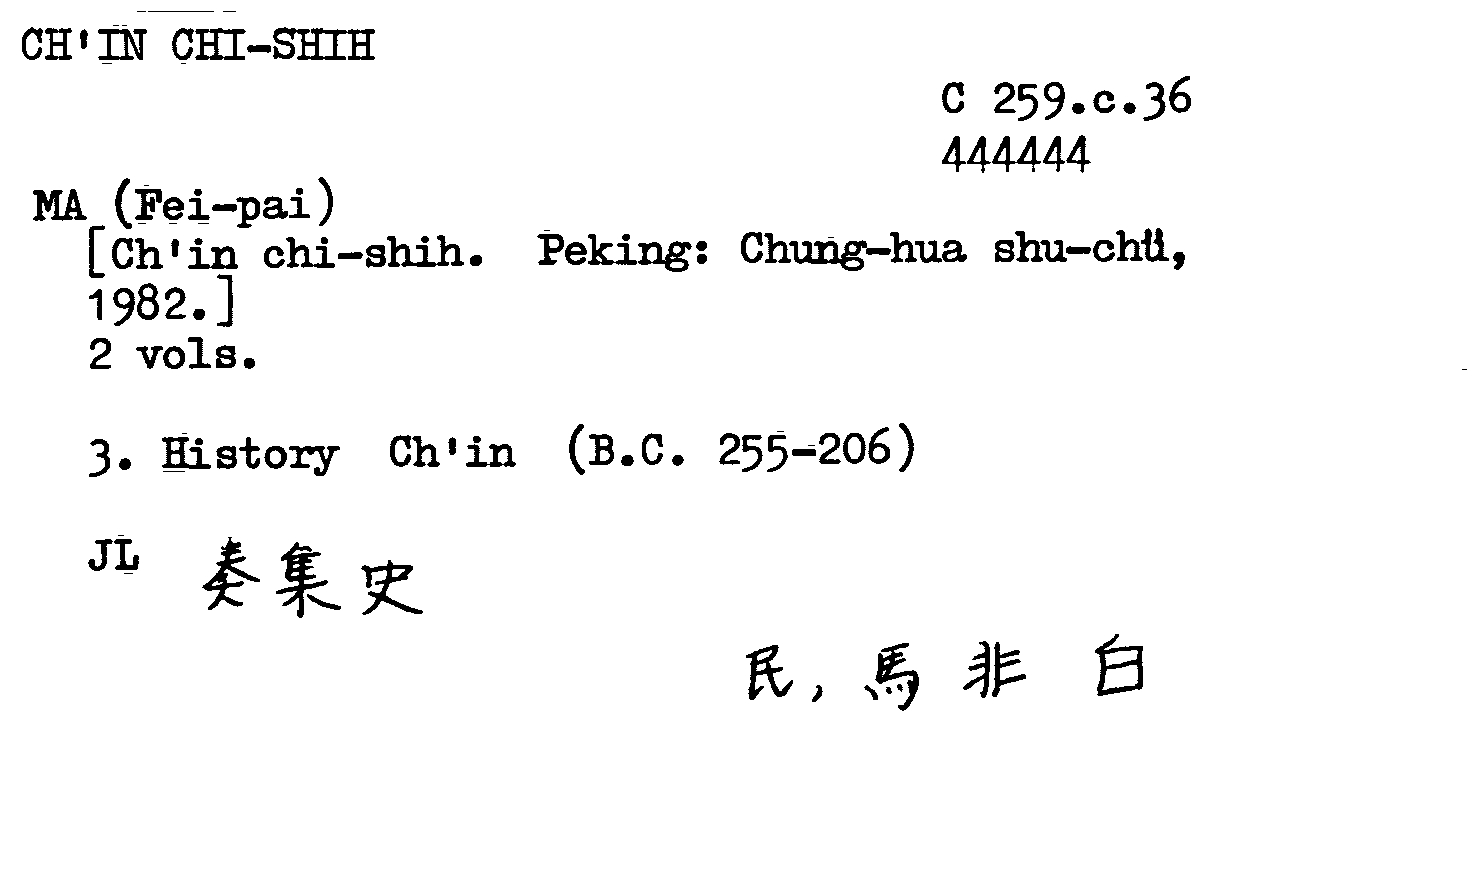 CH'IN CHI-SHIH
C 259.c.36
444444
MA (Fei-pai)
[Ch'in chi-shih. Peking: Chung-hua shu-chü,
1982.]
2 vols.
3. History Ch'in (B.C. 255-206)
JL 秦集史
民, 馬非白